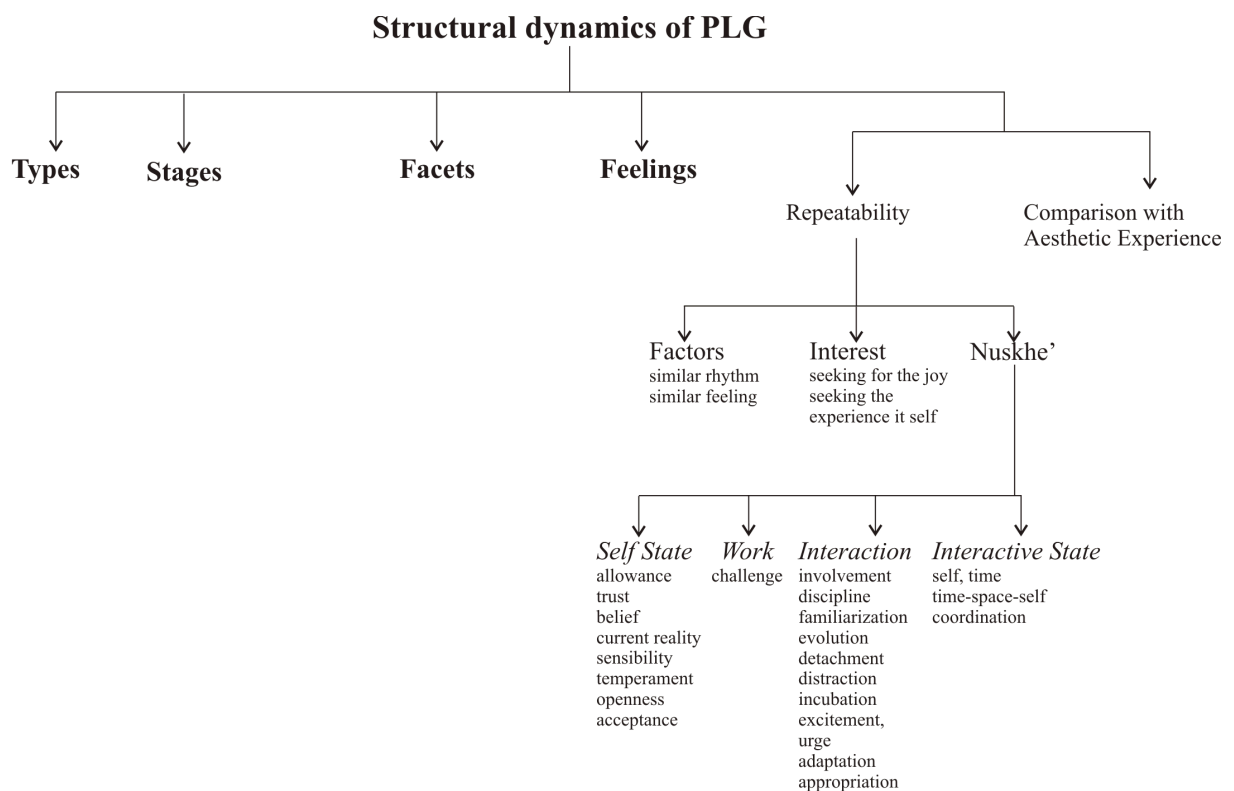 Structural dynamics of PLG
Types
Stages
Facets
Feelings
Repeatability
Comparison with
Aesthetic Experience
Factors
similar rhythm
similar feeling
Interest
seeking for the joy
seeking the
experience it self
Nuskhe’
Self State
allowance
trust
belief
current reality
sensibility
temperament
openness
acceptance
Work
challenge
Interaction
involvement
discipline
familiarization
evolution
detachment
distraction
incubation
excitement,
urge
adaptation
appropriation
Interactive State
self, time
time-space-self
coordination